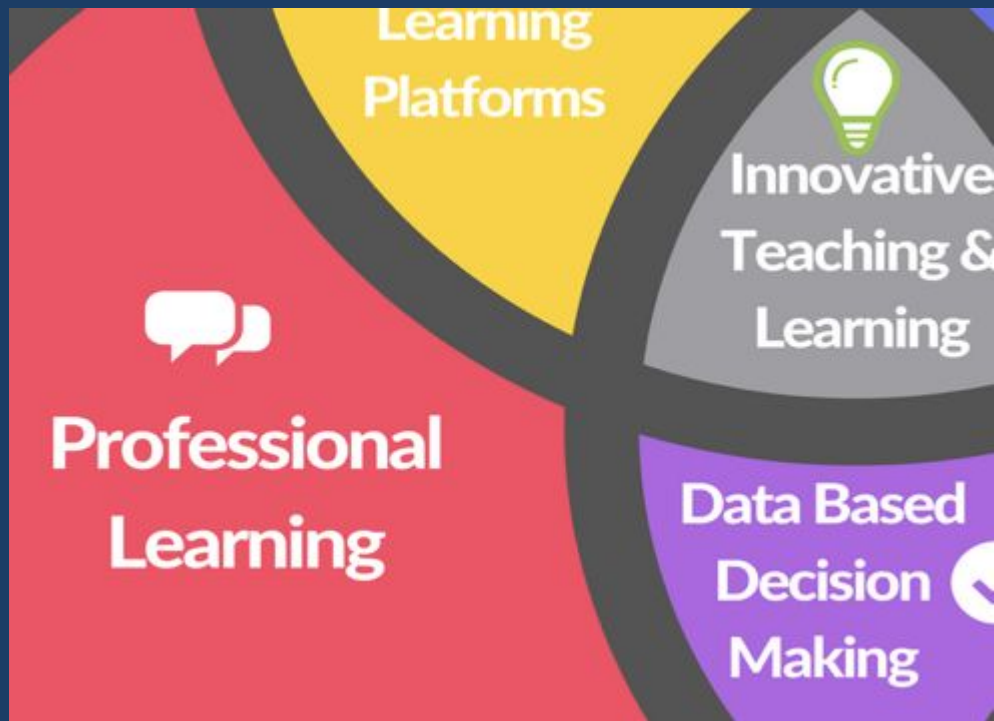 Learning
Platforms
Innovative
Teaching &
Learning
Professional
Learning
Data Based
Decision
Making